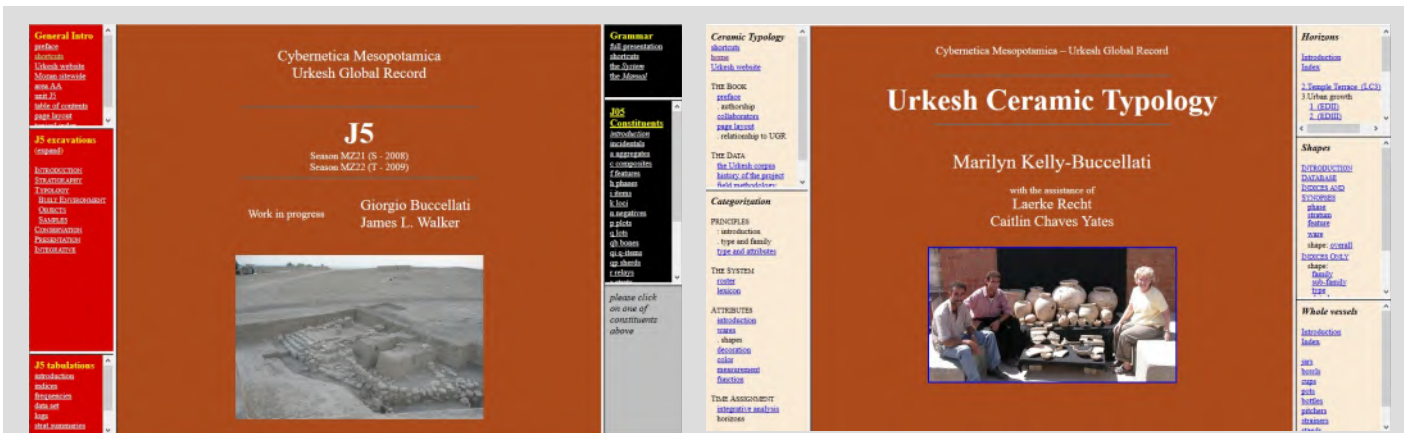 General Intro
preface
shortcuts
Urkesh website
Mozan sitewide
area AA
unit J5
table of contents
page layout
J5 excavations
(expand)
INTRODUCTION
STRATIGRAPHY
TYPOLOGY
BUILT ENVIRONMENT
OBJECTS
SAMPLES
CONSERVATION
PRESENTATION
INTEGRATIVE
J5 tabulations
introduction
indices
frequencies
data set
logs
strat summaries
Cybernetica Mesopotamica
Urkesh Global Record
J5
Season MZ21 (S - 2008)
Season MZ22 (T - 2009)
Work in progress
Giorgio Buccellati
James L. Walker
Grammar
full presentation
shortcuts
the System
the Manual
J05
Constituents
introduction
incidentals
a aggregates
c composites
f features
h phases
i items
k loci
n negatives
p plots
q lots
qb bones
qi q-items
qp sherds
r relays
please click
on one of
constituents
above
Ceramic Typology
shortcuts
home
Urkesh website
THE BOOK
preface
. authorship
collaborators
page layout
. relationship to UGR
THE DATA
the Urkesh corpus
history of the project
field methodology
Categorization
PRINCIPLES
: introduction
. type and family
type and attributes
THE SYSTEM
roster
lexicon
ATTRIBUTES
introduction
wares
. shapes
decoration
color
measurement
function
TIME ASSIGNMENT
integrative analysis
horizons
Cybernetica Mesopotamica – Urkesh Global Record
Urkesh Ceramic Typology
Marilyn Kelly-Buccellati
with the assistance of
Laerke Recht
Caitlin Chaves Yates
Horizons
Introduction
Index
2.Temple Terrace (LC3)
3.Urban growth
1. (EDII)
2. (EDIII)
Shapes
INTRODUCTION
DATABASE
INDICES AND
SYNOPSES
phase
stratum
feature
ware
shape: overall
INDICES ONLY
shape:
family
sub-family
type
Whole vessels
Introduction
Index
jars
bowls
cups
pots
bottles
pitchers
strainers
stands